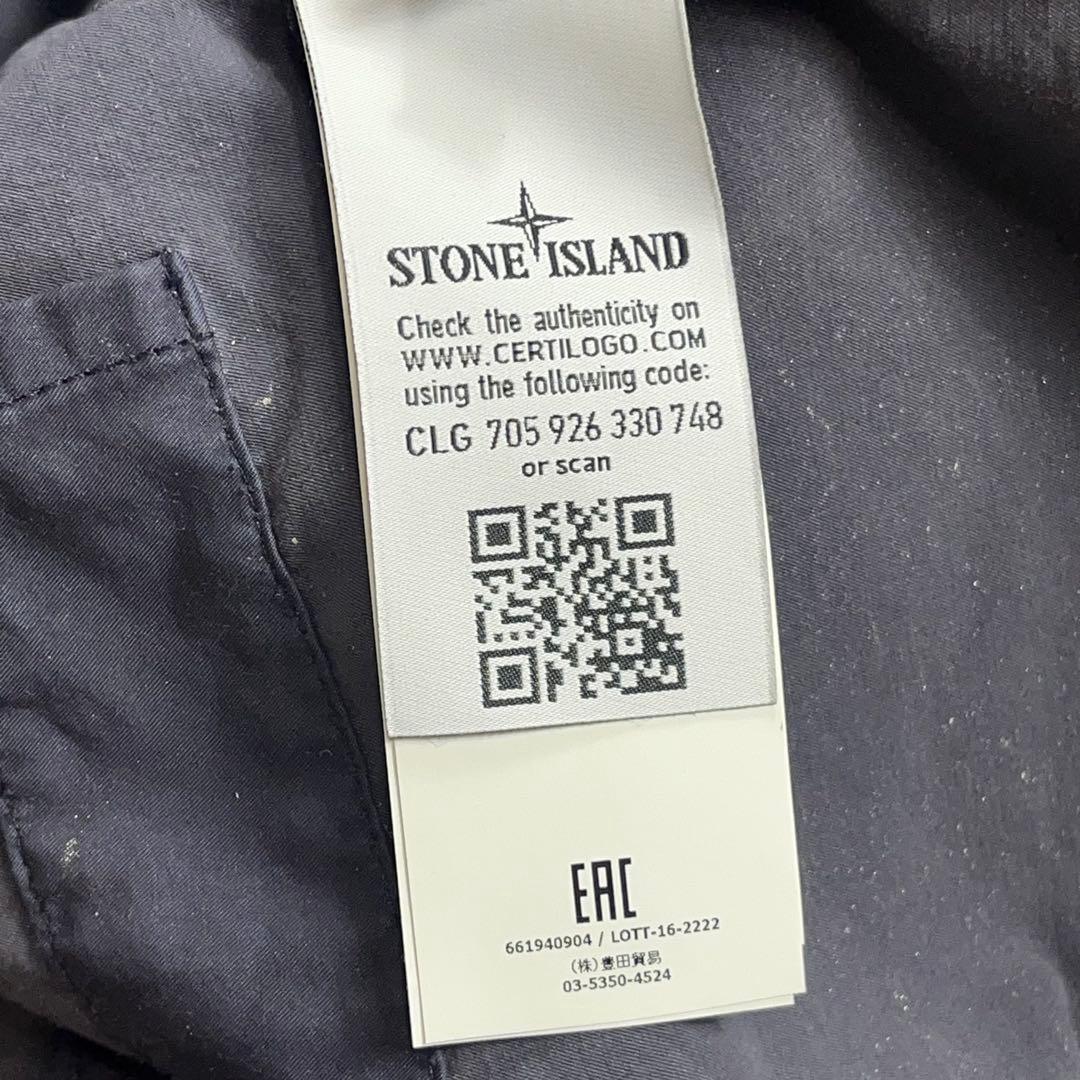 STONE ISLAND
Check the authenticity on
WWW.CERTILOGO.COM
using the following code:
CLG 705 926 330 748
or scan
EAC
661940904 / LOTT-16-2222
(株)豊田貿易
03-5350-4524